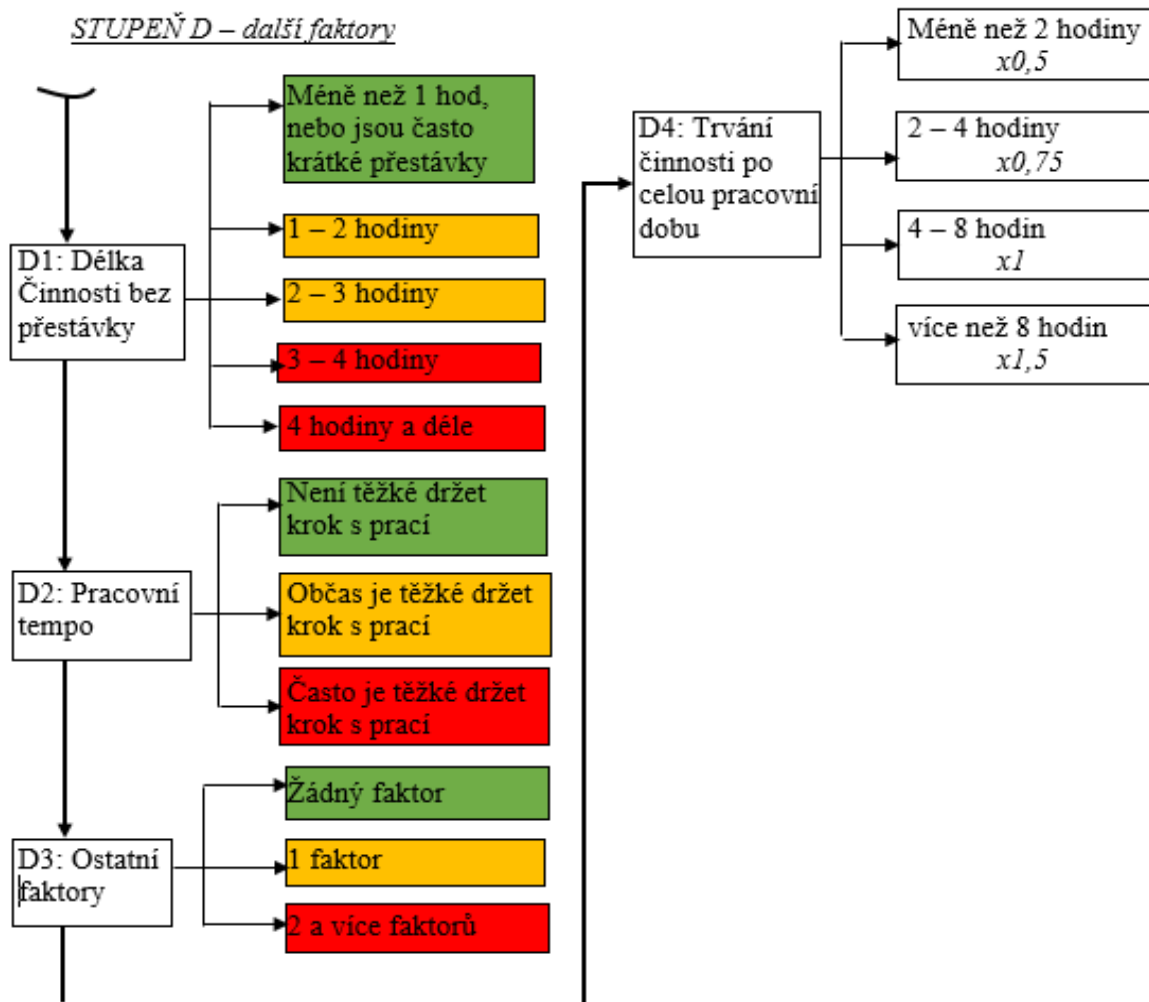 STUPEŇ D – další faktory
D1: Délka
Činnosti bez
přestávky
Méně než 1 hod,
nebo jsou často
krátké přestávky
1 – 2 hodiny
2 – 3 hodiny
3 – 4 hodiny
4 hodiny a déle
D2: Pracovní
tempo
Není těžké držet
krok s prací
Občas je těžké držet
krok s prací
Často je těžké držet
krok s prací
D3: Ostatní
faktory
Žádný faktor
1 faktor
2 a více faktorů
D4: Trvání
činnosti po
celou pracovní
dobu
Méně než 2 hodiny
x0,5
2 – 4 hodiny
x0,75
4 – 8 hodin
x1
více než 8 hodin
x1,5